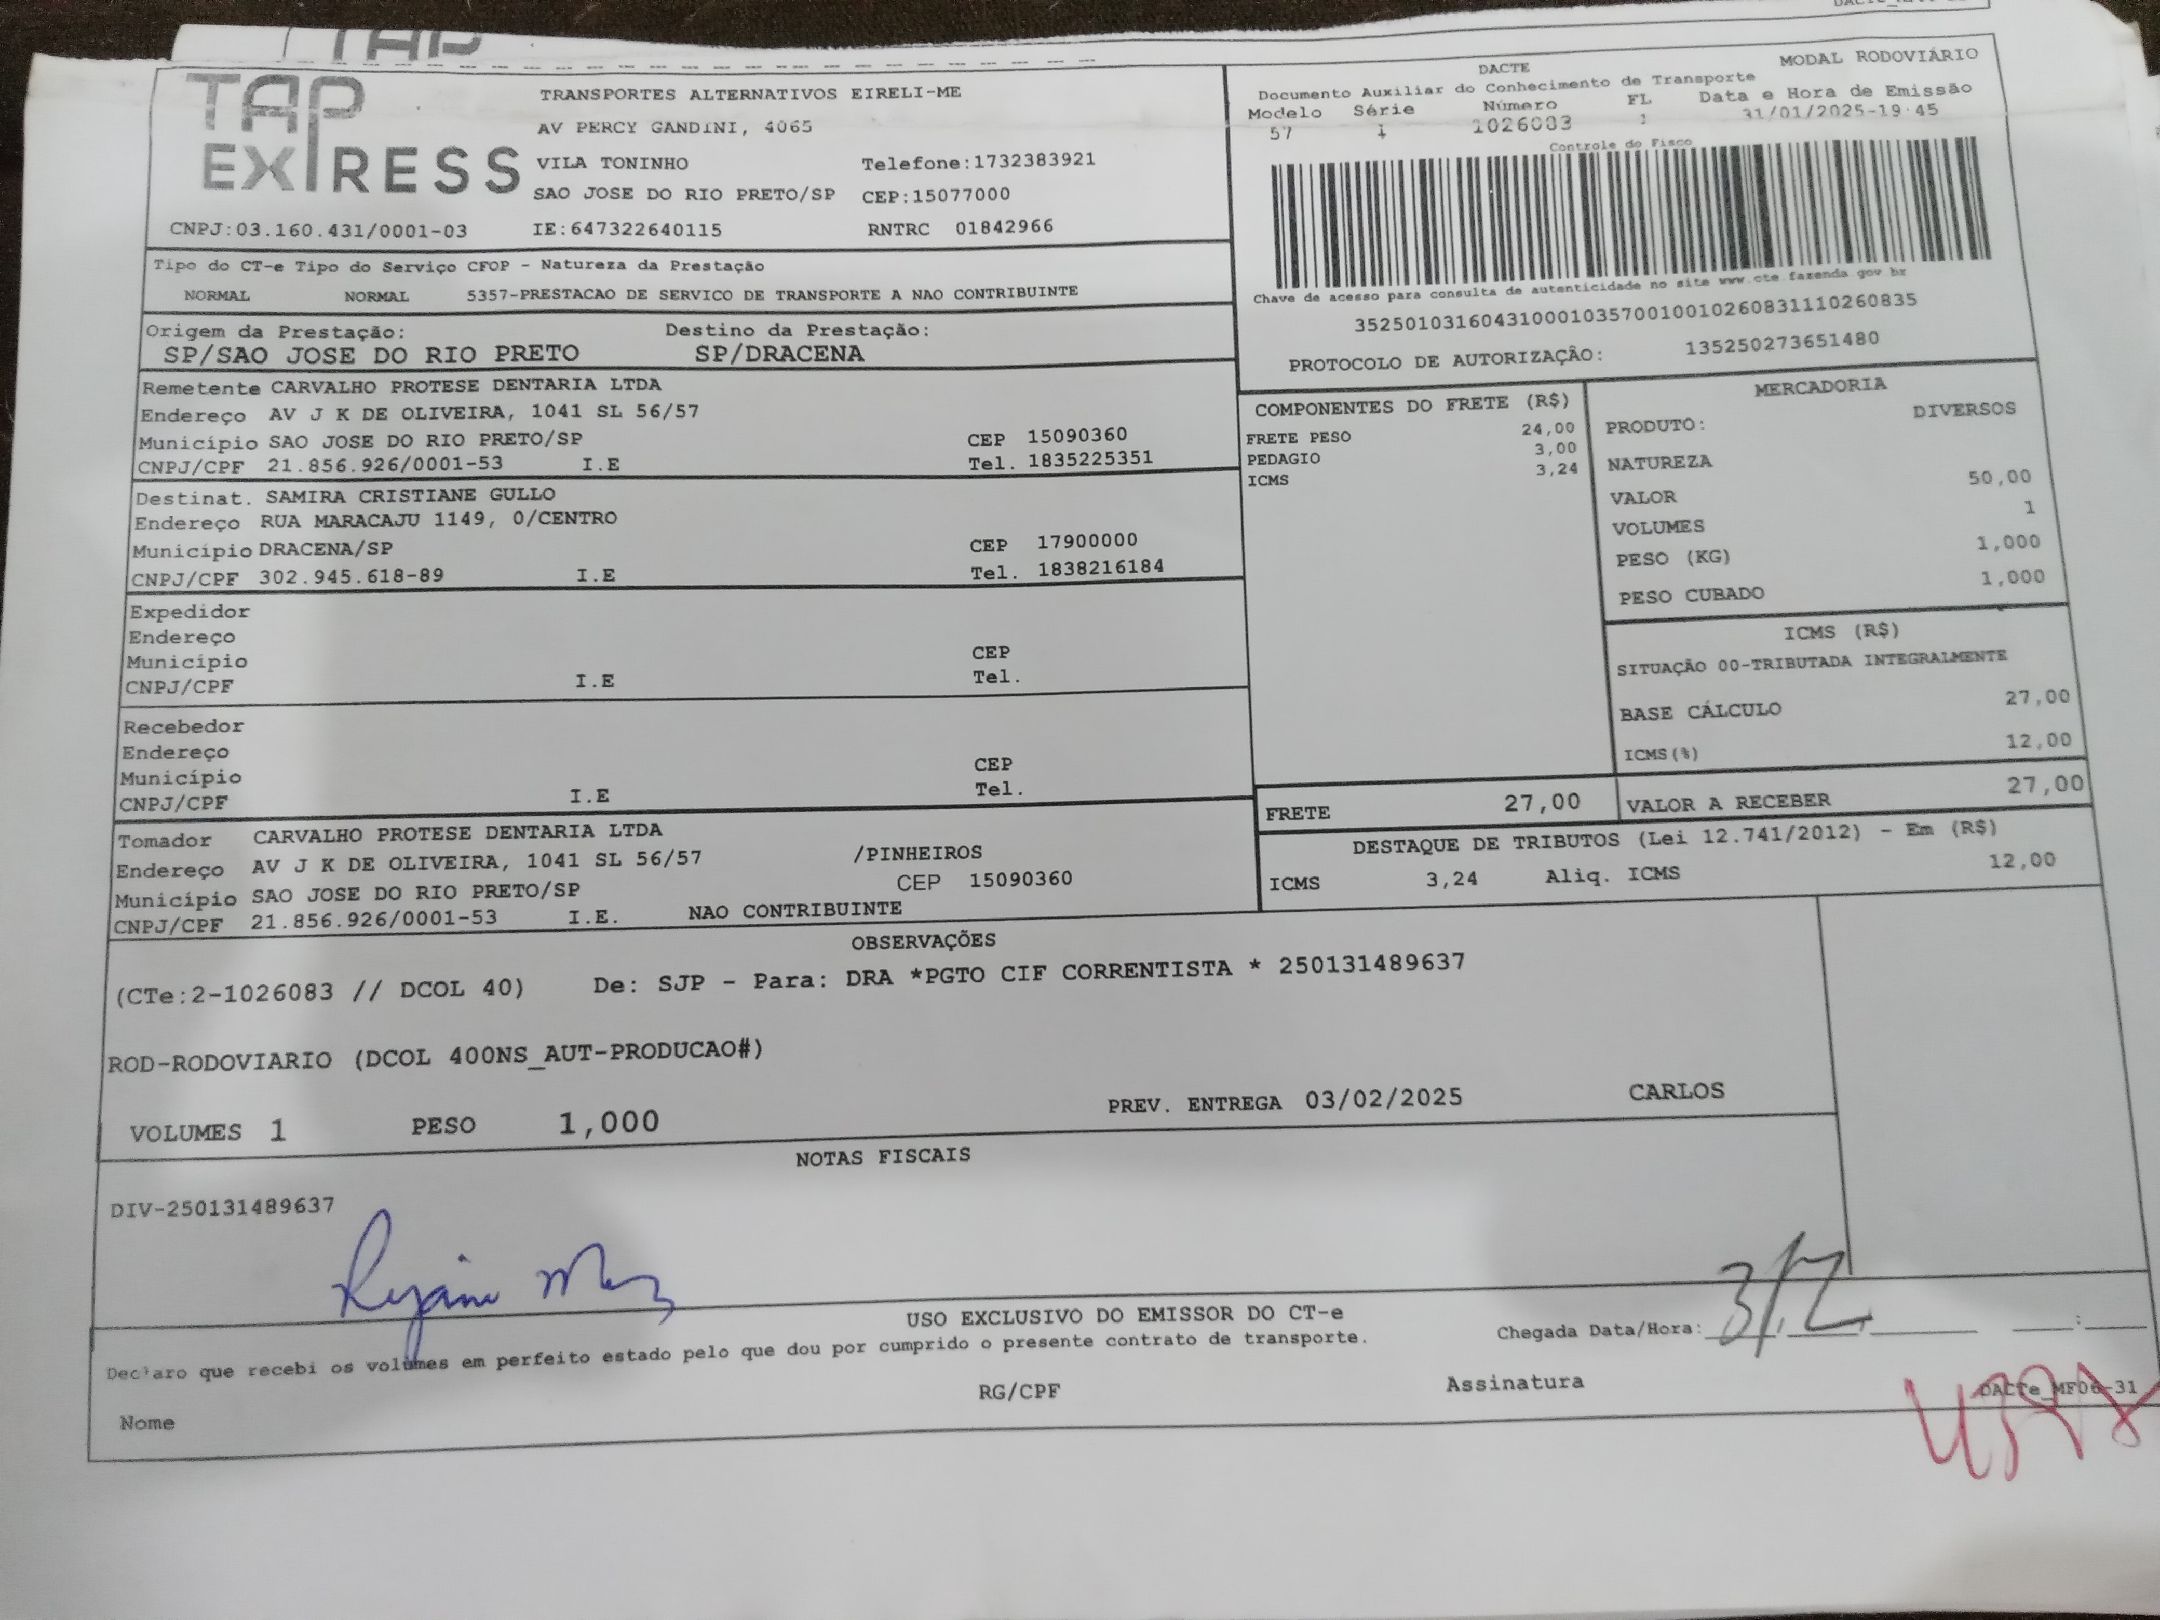 TAP
TAP
EXPRESS
TRANSPORTES ALTERNATIVOS EIRELI-ME
AV PERCY GANDINI, 4065
VILA TONINHO Telefone:1732383921
SAO JOSE DO RIO PRETO/SP CEP:15077000
CNPJ:03.160.431/0001-03 IE:647322640115 RNTRC 01842966
DACTE MODAL RODOVIÁRIO
Documento Auxiliar do Conhecimento de Transporte
Modelo Série Número FL Data e Hora de Emissão
57 1 1026083 1 31/01/2025-19:45
Controle do Fisco
Chave de acesso para consulta de autenticidade no site www.cte.fazenda gov br
35250103160431000103570010010260831110260835
PROTOCOLO DE AUTORIZAÇÃO: 135250273651480
Tipo do CT-e Tipo do Serviço CFOP - Natureza da Prestação
NORMAL NORMAL 5357-PRESTACAO DE SERVICO DE TRANSPORTE A NAO CONTRIBUINTE
Origem da Prestação: Destino da Prestação:
SP/SAO JOSE DO RIO PRETO SP/DRACENA
Remetente CARVALHO PROTESE DENTARIA LTDA
Endereço AV J K DE OLIVEIRA, 1041 SL 56/57
Município SAO JOSE DO RIO PRETO/SP CEP 15090360
CNPJ/CPF 21.856.926/0001-53 I.E Tel. 1835225351
Destinat. SAMIRA CRISTIANE GULLO
Endereço RUA MARACAJU 1149, 0/CENTRO
Município DRACENA/SP CEP 17900000
CNPJ/CPF 302.945.618-89 I.E Tel. 1838216184
Expedidor
Endereço
Município CEP
CNPJ/CPF I.E Tel.
Recebedor
Endereço
Município CEP
CNPJ/CPF I.E Tel.
Tomador CARVALHO PROTESE DENTARIA LTDA
Endereço AV J K DE OLIVEIRA, 1041 SL 56/57 /PINHEIROS
Município SAO JOSE DO RIO PRETO/SP CEP 15090360
CNPJ/CPF 21.856.926/0001-53 I.E. NAO CONTRIBUINTE
COMPONENTES DO FRETE (R$)
FRETE PESO 24,00
PEDAGIO 3,00
ICMS 3,24
MERCADORIA
PRODUTO: DIVERSOS
NATUREZA
VALOR 50,00
VOLUMES 1
PESO (KG) 1,000
PESO CUBADO 1,000
ICMS (R$)
SITUAÇÃO 00-TRIBUTADA INTEGRALMENTE
BASE CÁLCULO 27,00
ICMS(%) 12,00
FRETE 27,00 VALOR A RECEBER 27,00
DESTAQUE DE TRIBUTOS (Lei 12.741/2012) - Em (R$)
ICMS 3,24 Aliq. ICMS 12,00
OBSERVAÇÕES
(CTe:2-1026083 // DCOL 40) De: SJP - Para: DRA *PGTO CIF CORRENTISTA * 250131489637
ROD-RODOVIARIO (DCOL 400NS_AUT-PRODUCAO#)
PREV. ENTREGA 03/02/2025 CARLOS
VOLUMES 1 PESO 1,000
NOTAS FISCAIS
DIV-250131489637
USO EXCLUSIVO DO EMISSOR DO CT-e
Declaro que recebi os volumes em perfeito estado pelo que dou por cumprido o presente contrato de transporte. Chegada Data/Hora: 3/2 :
Nome RG/CPF Assinatura
DACTe_MF06-31